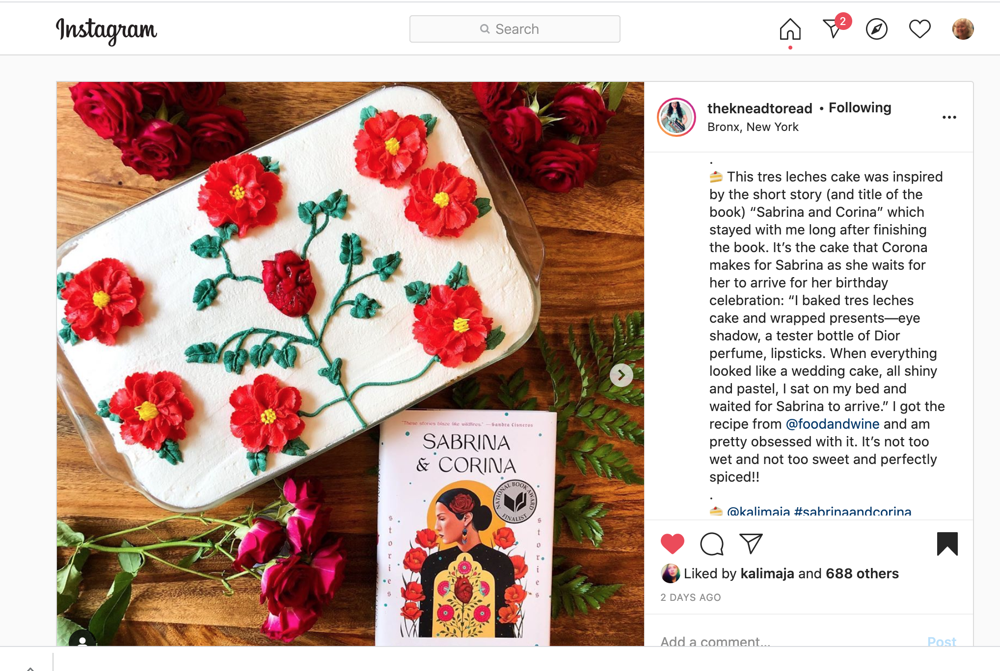 Instagram
Search
2
thekneadtoread • Following
Bronx, New York
.
🍰 This tres leches cake was inspired
by the short story (and title of the
book) “Sabrina and Corina” which
stayed with me long after finishing
the book. It’s the cake that Corona
makes for Sabrina as she waits for
her to arrive for her birthday
celebration: “I baked tres leches
cake and wrapped presents—eye
shadow, a tester bottle of Dior
perfume, lipsticks. When everything
looked like a wedding cake, all shiny
and pastel, I sat on my bed and
waited for Sabrina to arrive.” I got the
recipe from @foodandwine and am
pretty obsessed with it. It’s not too
wet and not too sweet and perfectly
spiced!!
.
🍰 @kalimaja #sabrinaandcorina
Liked by kalimaja and 688 others
2 DAYS AGO
Add a comment... Post
"These stories blaze like wildfires." —Sandra Cisneros
SABRINA
& CORINA
NATIONAL BOOK AWARD
FINALIST
stories
stories